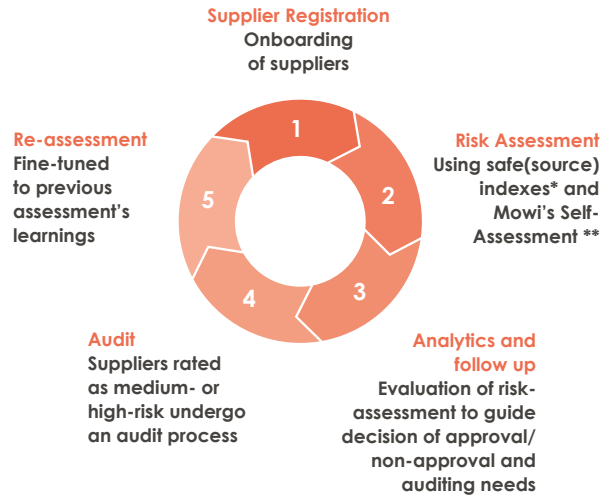 Supplier Registration
Onboarding
of suppliers
1
Risk Assessment
Using safe(source)
indexes* and
Mowi's Self-
Assessment **
2
3
Analytics and
follow up
Evaluation of risk-
assessment to guide
decision of approval/
non-approval and
auditing needs
4
Audit
Suppliers rated
as medium- or
high-risk undergo
an audit process
5
Re-assessment
Fine-tuned
to previous
assessment's
learnings